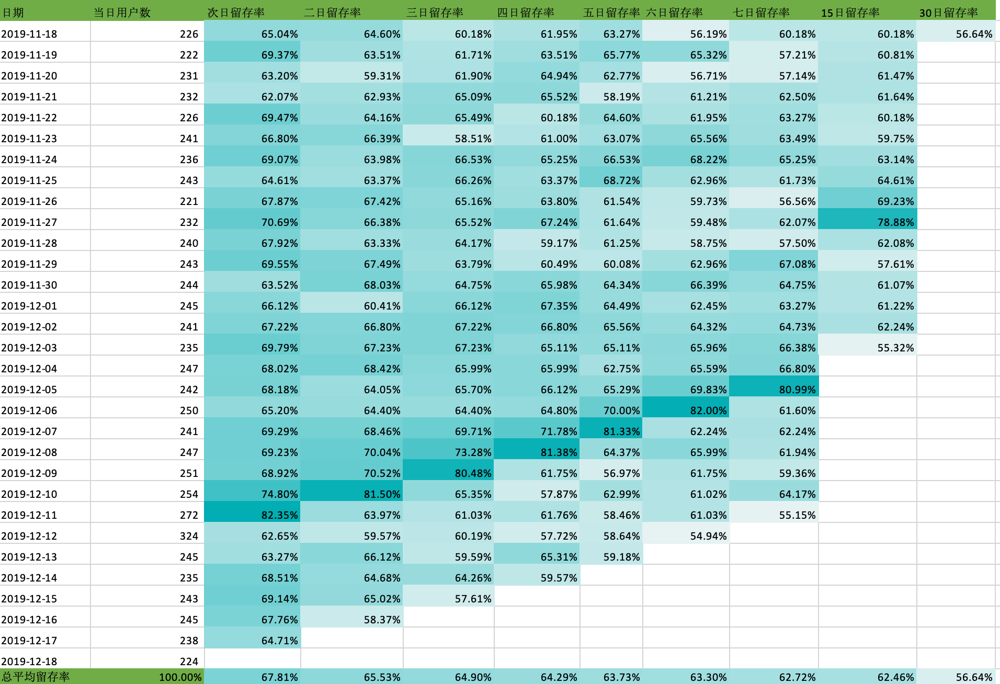 日期 当日用户数 次日留存率 二日留存率 三日留存率 四日留存率 五日留存率 六日留存率 七日留存率 15日留存率 30日留存率
2019-11-18 226 65.04% 64.60% 60.18% 61.95% 63.27% 56.19% 60.18% 60.18% 56.64%
2019-11-19 222 69.37% 63.51% 61.71% 63.51% 65.77% 65.32% 57.21% 60.81%
2019-11-20 231 63.20% 59.31% 61.90% 64.94% 62.77% 56.71% 57.14% 61.47%
2019-11-21 232 62.07% 62.93% 65.09% 65.52% 58.19% 61.21% 62.50% 61.64%
2019-11-22 226 69.47% 64.16% 65.49% 60.18% 64.60% 61.95% 63.27% 60.18%
2019-11-23 241 66.80% 66.39% 58.51% 61.00% 63.07% 65.56% 63.49% 59.75%
2019-11-24 236 69.07% 63.98% 66.53% 65.25% 66.53% 68.22% 65.25% 63.14%
2019-11-25 243 64.61% 63.37% 66.26% 63.37% 68.72% 62.96% 61.73% 64.61%
2019-11-26 221 67.87% 67.42% 65.16% 63.80% 61.54% 59.73% 56.56% 69.23%
2019-11-27 232 70.69% 66.38% 65.52% 67.24% 61.64% 59.48% 62.07% 78.88%
2019-11-28 240 67.92% 63.33% 64.17% 59.17% 61.25% 58.75% 57.50% 62.08%
2019-11-29 243 69.55% 67.49% 63.79% 60.49% 60.08% 62.96% 67.08% 57.61%
2019-11-30 244 63.52% 68.03% 64.75% 65.98% 64.34% 66.39% 64.75% 61.07%
2019-12-01 245 66.12% 60.41% 66.12% 67.35% 64.49% 62.45% 63.27% 61.22%
2019-12-02 241 67.22% 66.80% 67.22% 66.80% 65.56% 64.32% 64.73% 62.24%
2019-12-03 235 69.79% 67.23% 67.23% 65.11% 65.11% 65.96% 66.38% 55.32%
2019-12-04 247 68.02% 68.42% 65.99% 65.99% 62.75% 65.59% 66.80%
2019-12-05 242 68.18% 64.05% 65.70% 66.12% 65.29% 69.83% 80.99%
2019-12-06 250 65.20% 64.40% 64.40% 64.80% 70.00% 82.00% 61.60%
2019-12-07 241 69.29% 68.46% 69.71% 71.78% 81.33% 62.24% 62.24%
2019-12-08 247 69.23% 70.04% 73.28% 81.38% 64.37% 65.99% 61.94%
2019-12-09 251 68.92% 70.52% 80.48% 61.75% 56.97% 61.75% 59.36%
2019-12-10 254 74.80% 81.50% 65.35% 57.87% 62.99% 61.02% 64.17%
2019-12-11 272 82.35% 63.97% 61.03% 61.76% 58.46% 61.03% 55.15%
2019-12-12 324 62.65% 59.57% 60.19% 57.72% 58.64% 54.94%
2019-12-13 245 63.27% 66.12% 59.59% 65.31% 59.18%
2019-12-14 235 68.51% 64.68% 64.26% 59.57%
2019-12-15 243 69.14% 65.02% 57.61%
2019-12-16 245 67.76% 58.37%
2019-12-17 238 64.71%
2019-12-18 224
总平均留存率 100.00% 67.81% 65.53% 64.90% 64.29% 63.73% 63.30% 62.72% 62.46% 56.64%